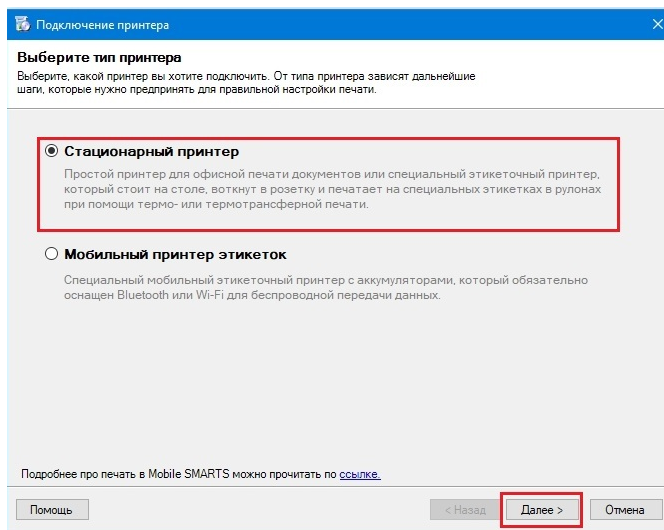 Подключение принтера
Выберите тип принтера
Выберите, какой принтер вы хотите подключить. От типа принтера зависят дальнейшие
шаги, которые нужно предпринять для правильной настройки печати.
Стационарный принтер
Простой принтер для офисной печати документов или специальный этикеточный принтер,
который стоит на столе, воткнут в розетку и печатает на специальных этикетках в рулонах
при помощи термо- или термотрансферной печати.
Мобильный принтер этикеток
Специальный мобильный этикеточный принтер с аккумуляторами, который обязательно
оснащен Bluetooth или Wi-Fi для беспроводной передачи данных.
Подробнее про печать в Mobile SMARTS можно прочитать по ссылке.
Помощь < Назад Далее > Отмена